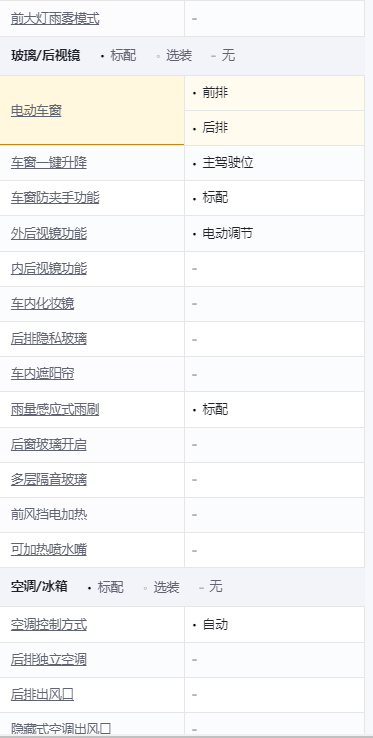 前大灯雨雾模式 -
玻璃/后视镜 • 标配 ◦ 选装 - 无
电动车窗
• 前排
• 后排
车窗一键升降 • 主驾驶位
车窗防夹手功能 • 标配
外后视镜功能 • 电动调节
内后视镜功能 -
车内化妆镜 -
后排隐私玻璃 -
车内遮阳帘 -
雨量感应式雨刷 • 标配
后窗玻璃开启 -
多层隔音玻璃 -
前风挡电加热 -
可加热喷水嘴 -
空调/冰箱 • 标配 ◦ 选装 - 无
空调控制方式 • 自动
后排独立空调 -
后排出风口 -
隐藏式空调出风口 -